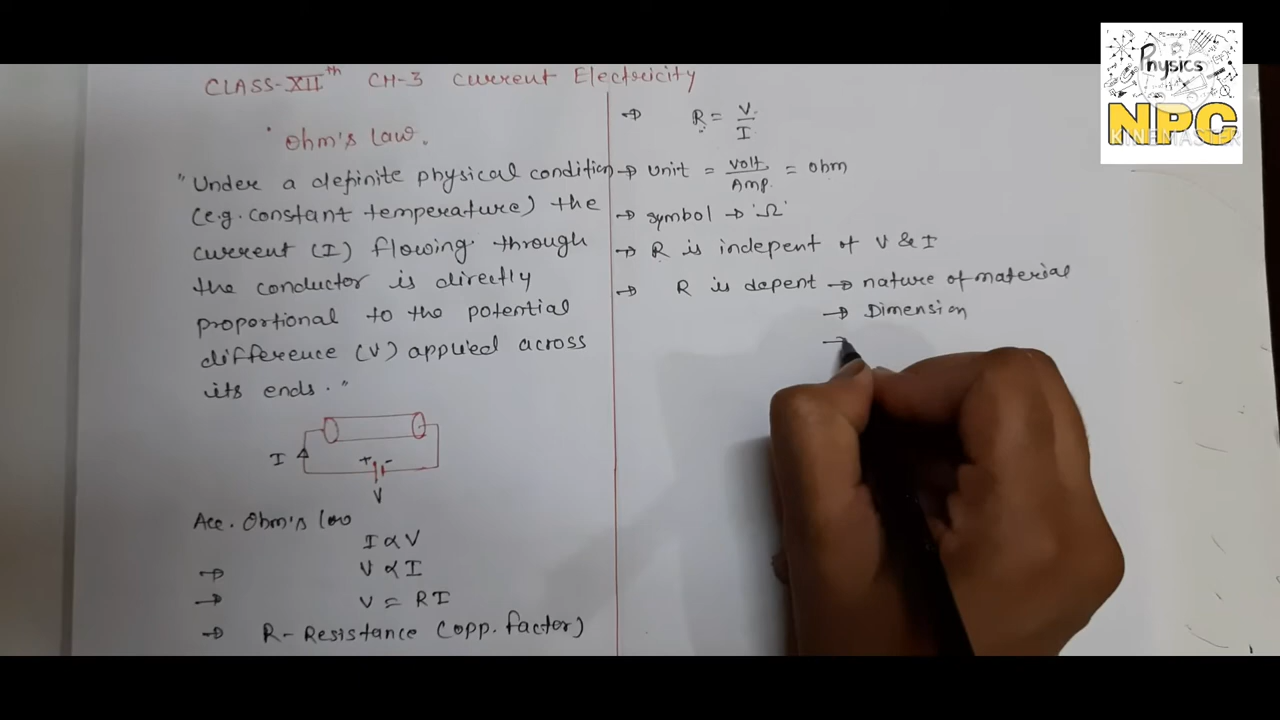 CLASS-XIIth CH-3 Current Electricity
Ohm's law.
"Under a definite physical condition
(e.g. constant temperature) the
current (I) flowing through
the conductor is directly
proportional to the potential
difference (V) applied across
its ends."
I
+ -
V
Acc. Ohm's law
I ∝ V
→ V ∝ I
→ V = RI
→ R - Resistance (opp. factor)
→ R = V/I
→ unit = volt/Amp. = ohm
→ symbol → 'Ω'
→ R is indepent of V & I
→ R is depent → nature of material
→ Dimension
→
Physics
NPC
KINEMASTER